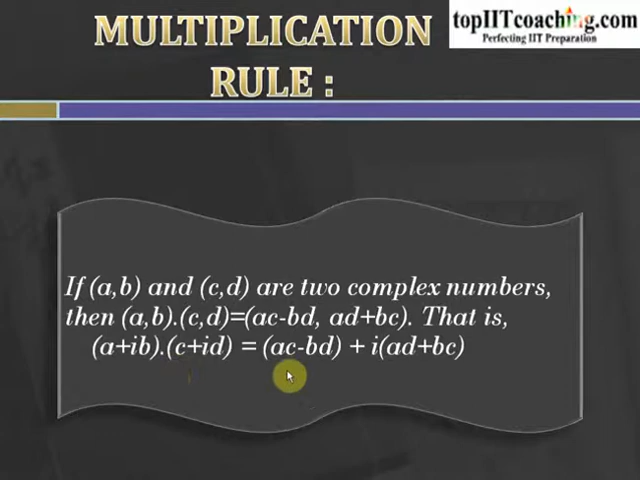 MULTIPLICATION
RULE :
topIITcoaching.com
Perfecting IIT Preparation
If (a,b) and (c,d) are two complex numbers,
then (a,b).(c,d)=(ac-bd, ad+bc). That is,
(a+ib).(c+id) = (ac-bd) + i(ad+bc)